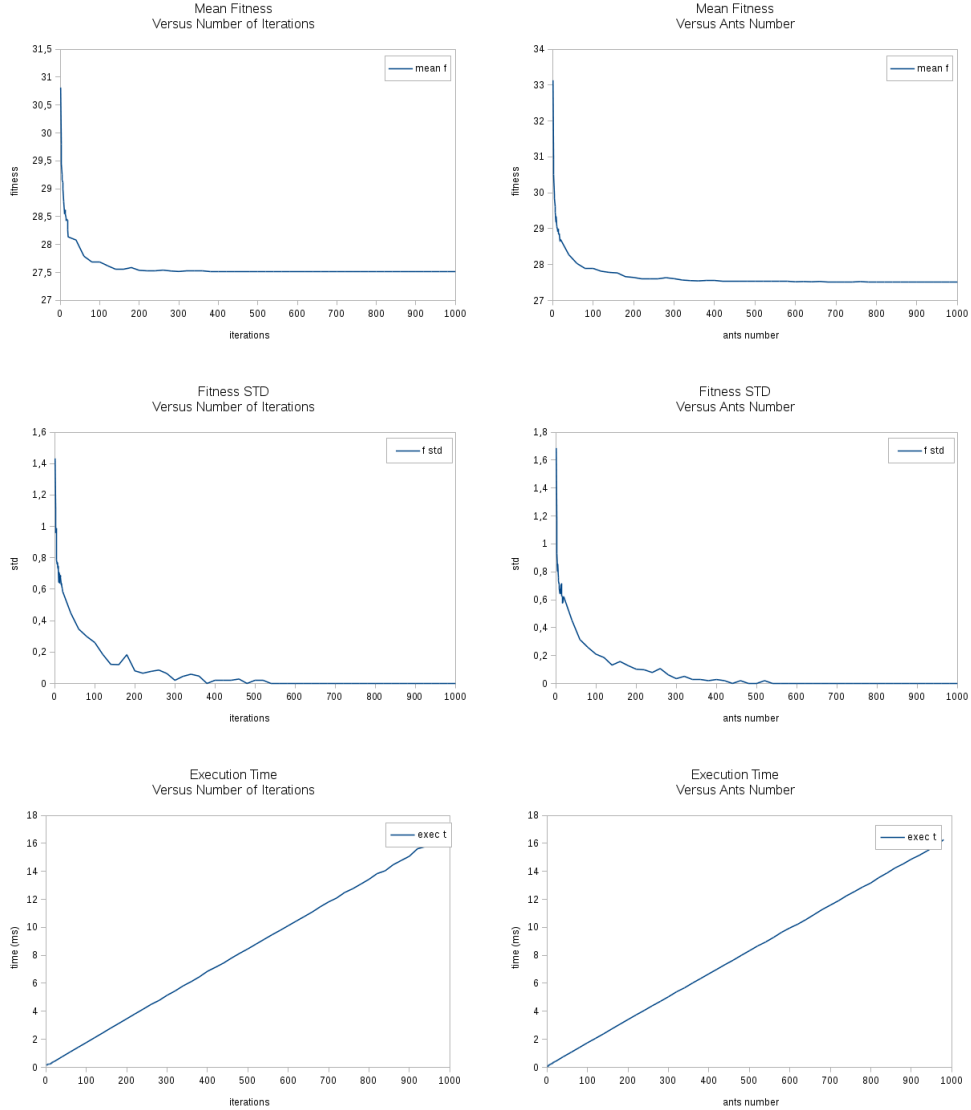 Mean Fitness
Versus Number of Iterations
31,5
31
30,5
30
29,5
29
28,5
28
27,5
27
fitness
mean f
0 100 200 300 400 500 600 700 800 900 1000
iterations
Mean Fitness
Versus Ants Number
34
33
32
31
30
29
28
27
fitness
mean f
0 100 200 300 400 500 600 700 800 900 1000
ants number
Fitness STD
Versus Number of Iterations
1,6
1,4
1,2
1
0,8
0,6
0,4
0,2
0
std
f std
0 100 200 300 400 500 600 700 800 900 1000
iterations
Fitness STD
Versus Ants Number
1,8
1,6
1,4
1,2
1
0,8
0,6
0,4
0,2
0
std
f std
0 100 200 300 400 500 600 700 800 900 1000
ants number
Execution Time
Versus Number of Iterations
18
16
14
12
10
8
6
4
2
0
time (ms)
exec t
0 100 200 300 400 500 600 700 800 900 1000
iterations
Execution Time
Versus Ants Number
18
16
14
12
10
8
6
4
2
0
time (ms)
exec t
0 100 200 300 400 500 600 700 800 900 1000
ants number